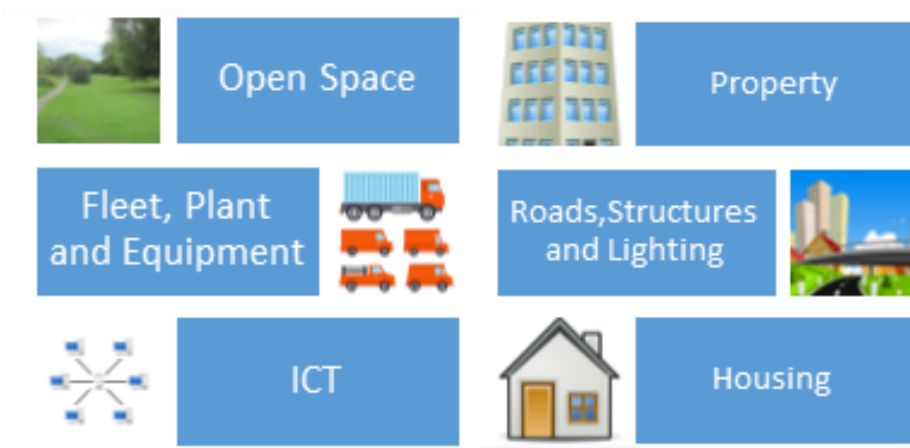 Open Space
Property
Fleet, Plant
and Equipment
Roads,Structures
and Lighting
ICT
Housing